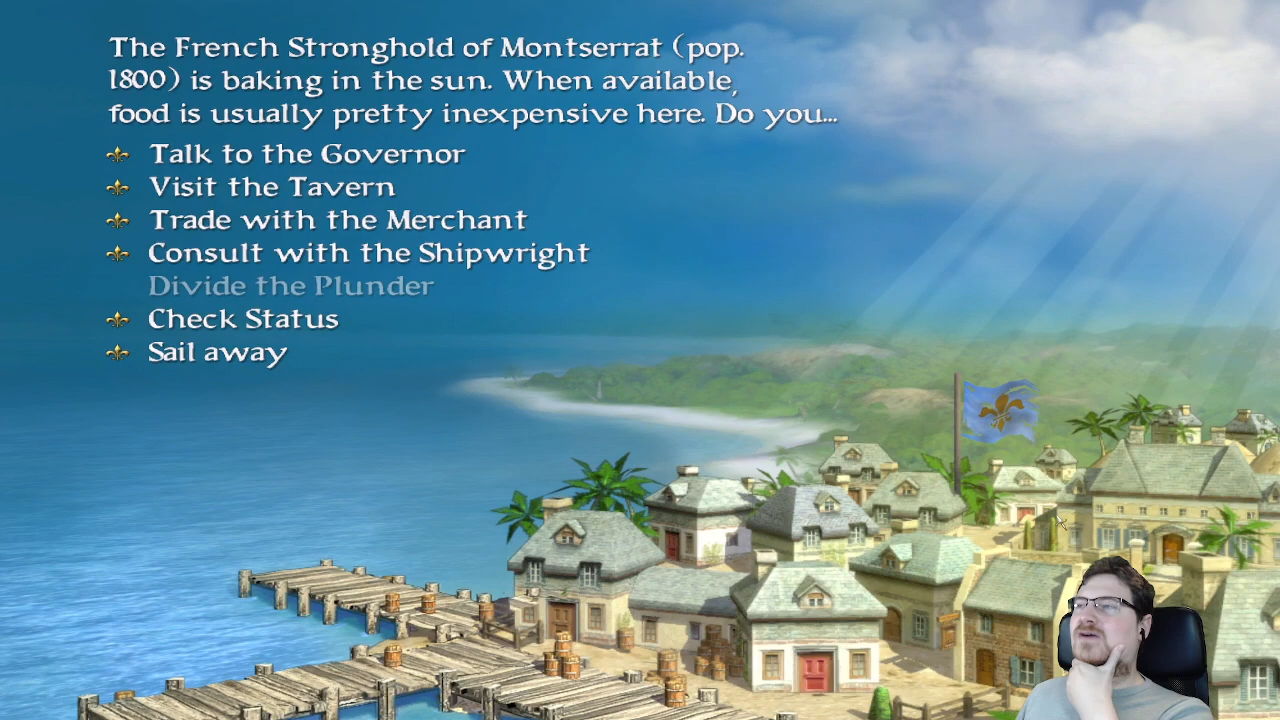 The French Stronghold of Montserrat (pop.
1800) is baking in the sun. When available,
food is usually pretty inexpensive here. Do you...
Talk to the Governor
Visit the Tavern
Trade with the Merchant
Consult with the Shipwright
Divide the Plunder
Check Status
Sail away